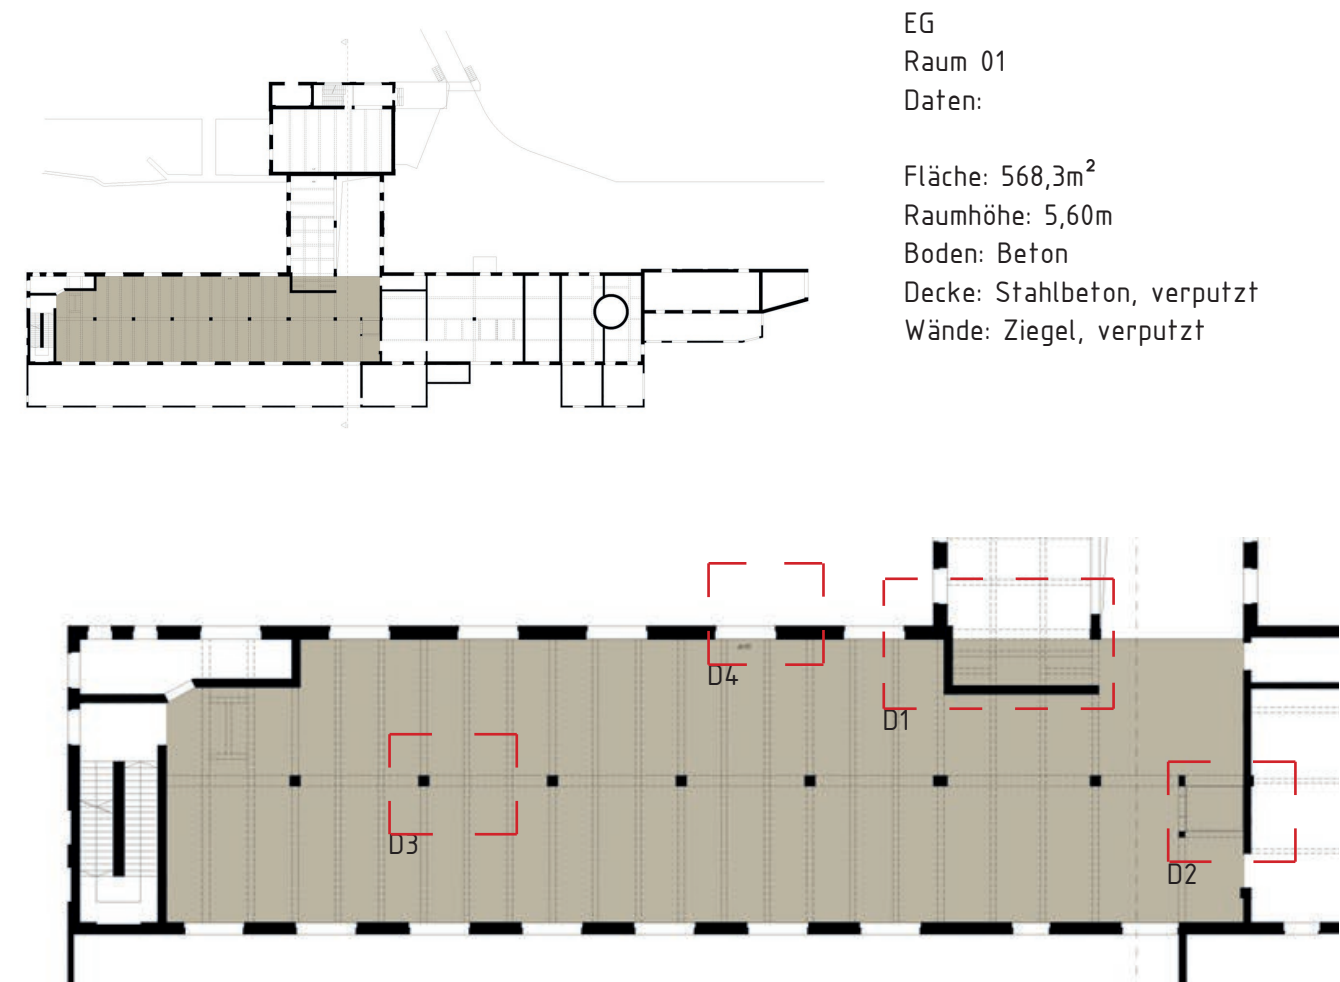 EG
Raum 01
Daten:
Fläche: 568,3m²
Raumhöhe: 5,60m
Boden: Beton
Decke: Stahlbeton, verputzt
Wände: Ziegel, verputzt
D4
D1
D3
D2